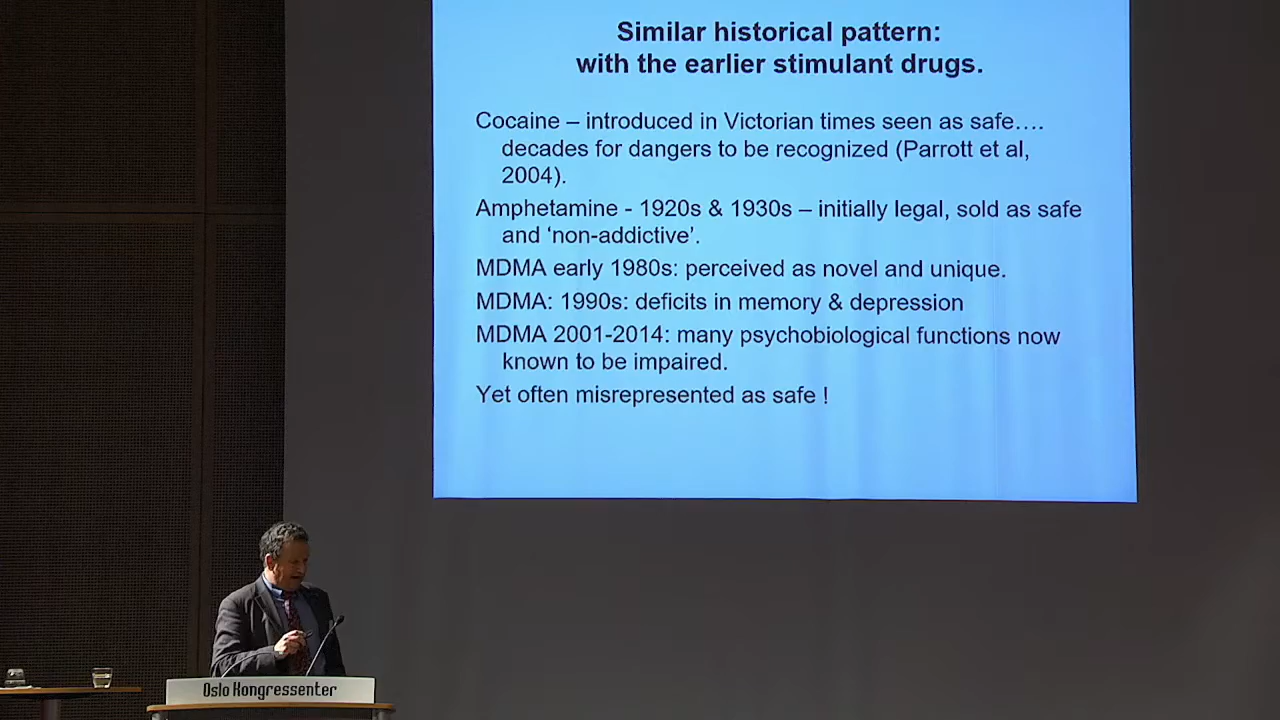 Similar historical pattern:
with the earlier stimulant drugs.
Cocaine – introduced in Victorian times seen as safe….
decades for dangers to be recognized (Parrott et al,
2004).
Amphetamine - 1920s & 1930s – initially legal, sold as safe
and ‘non-addictive’.
MDMA early 1980s: perceived as novel and unique.
MDMA: 1990s: deficits in memory & depression
MDMA 2001-2014: many psychobiological functions now
known to be impaired.
Yet often misrepresented as safe !
Oslo Kongressenter